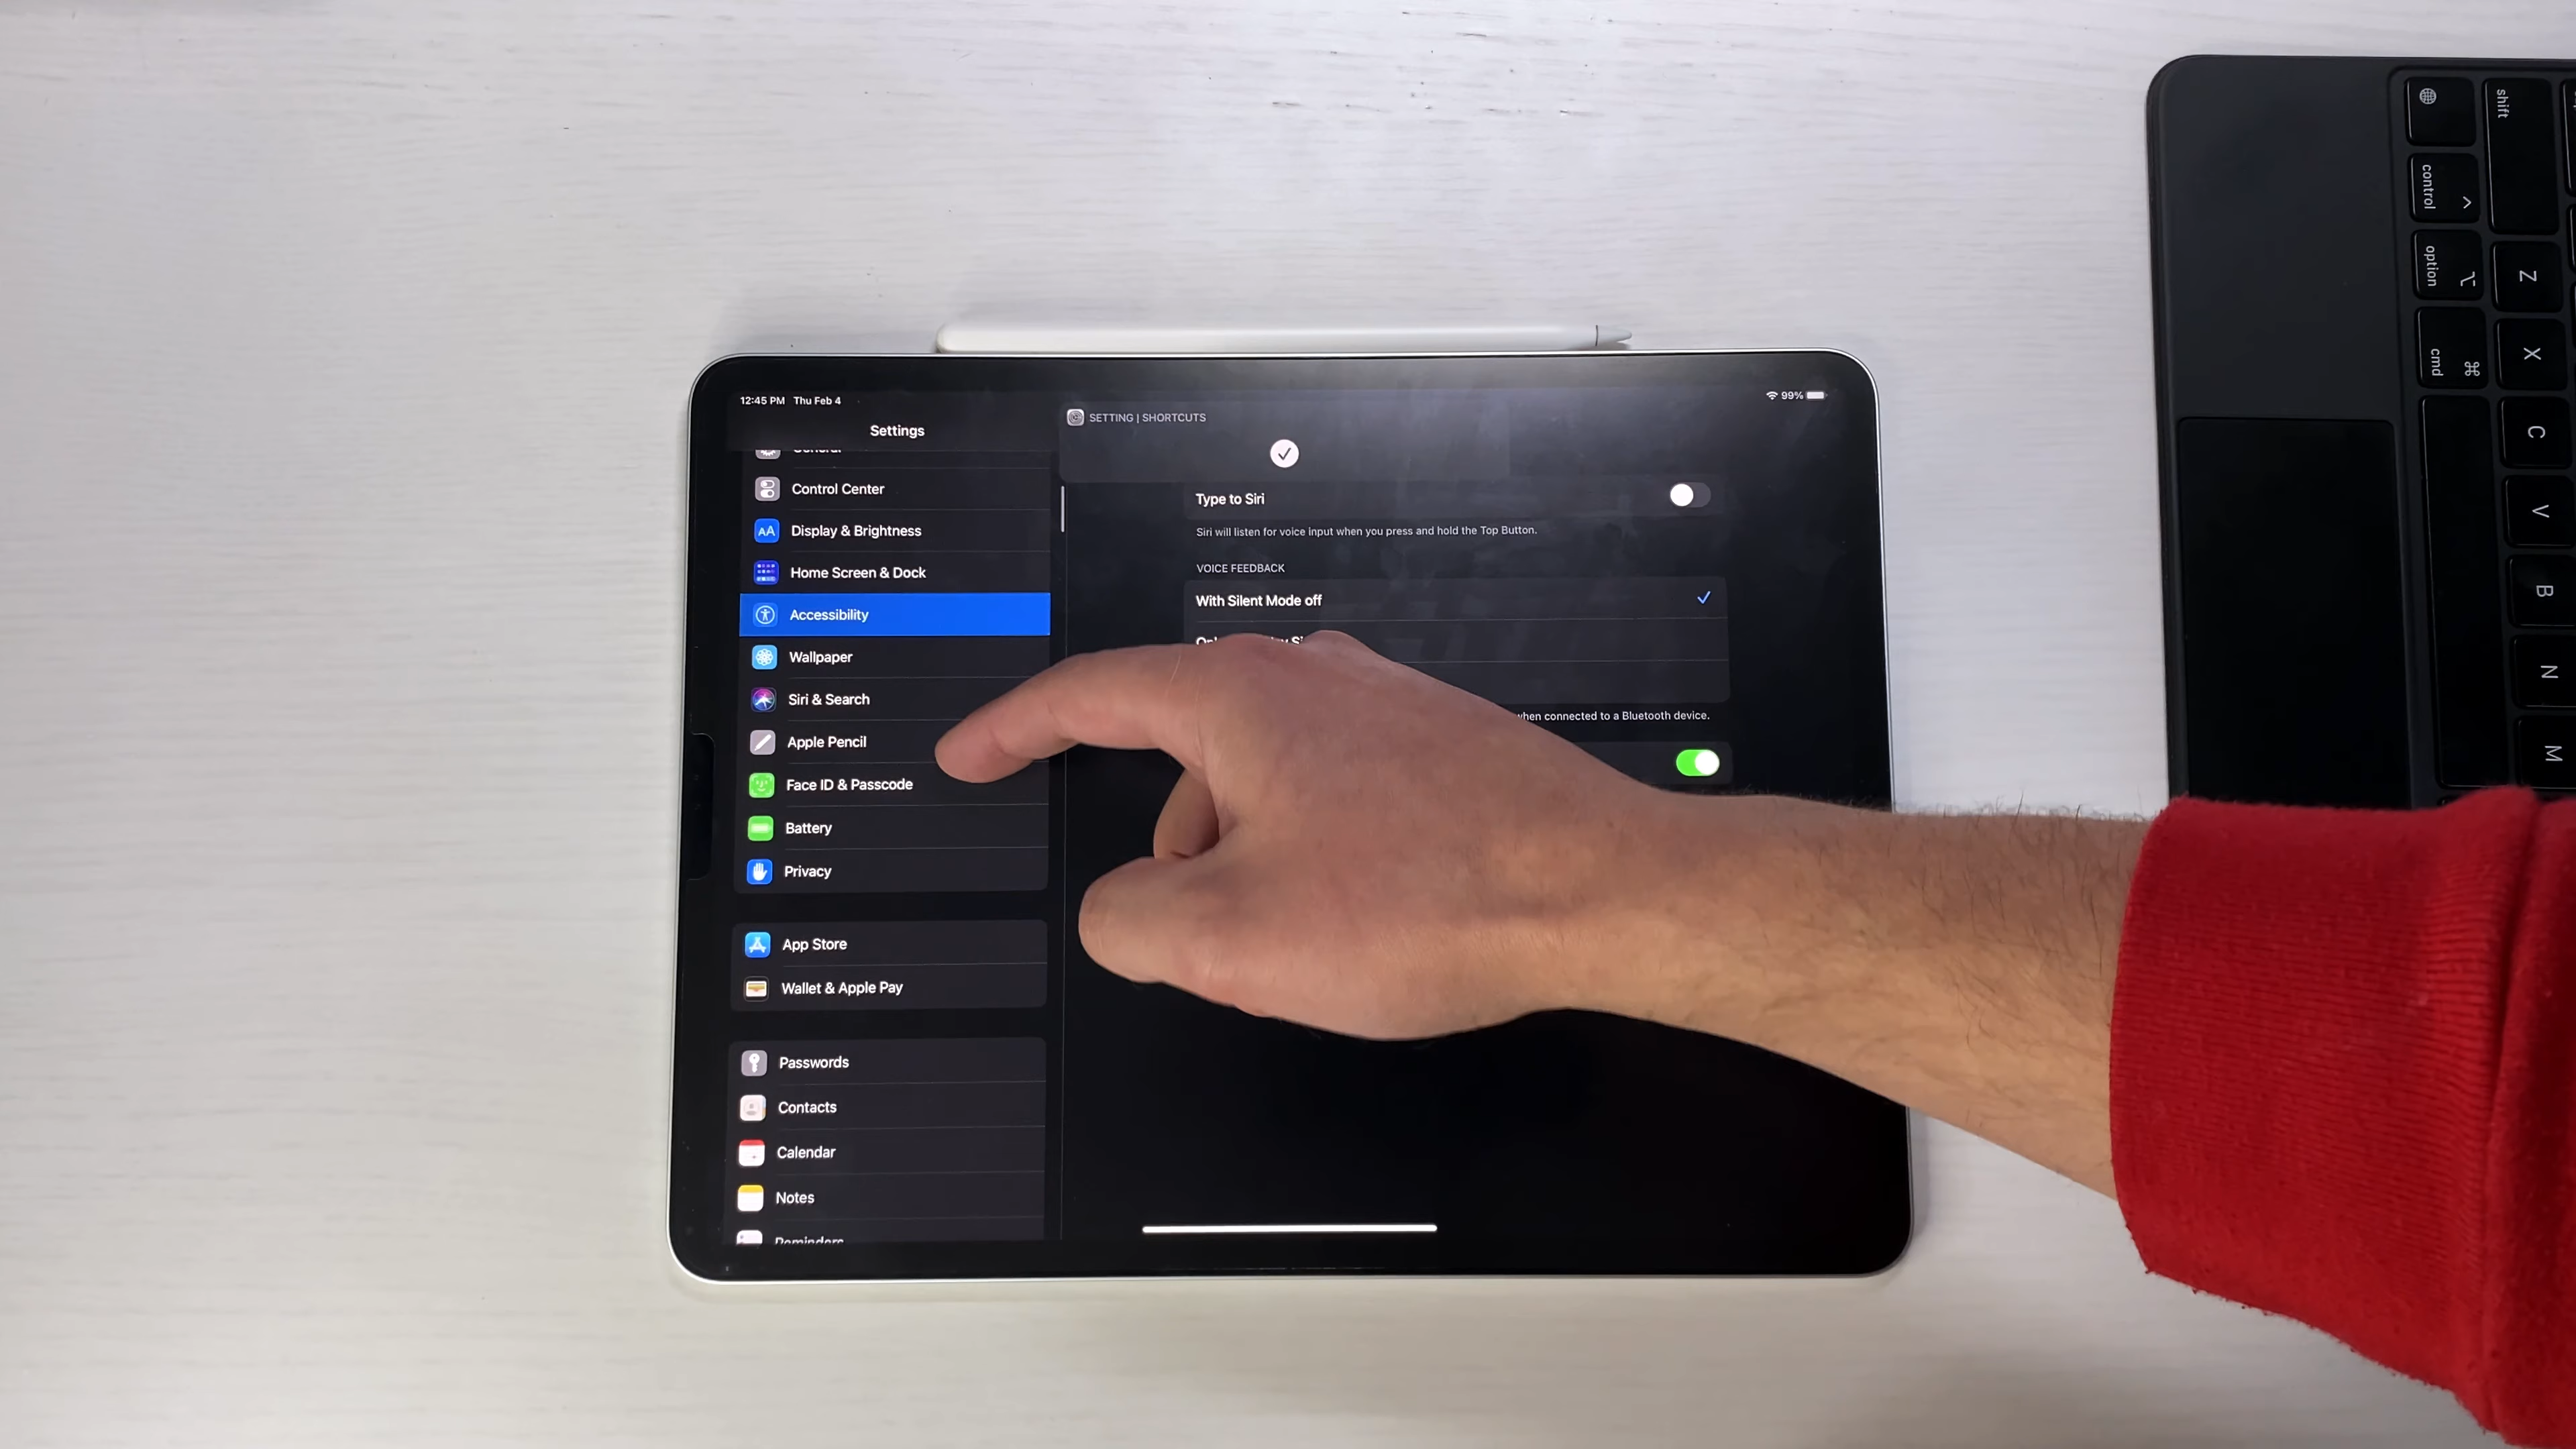 12:45 PM Thu Feb 4
99%
Settings
SETTING | SHORTCUTS
General
Control Center
Display & Brightness
Home Screen & Dock
Accessibility
Wallpaper
Siri & Search
Apple Pencil
Face ID & Passcode
Battery
Privacy
App Store
Wallet & Apple Pay
Passwords
Contacts
Calendar
Notes
Reminders
Type to Siri
Siri will listen for voice input when you press and hold the Top Button.
VOICE FEEDBACK
With Silent Mode off
when connected to a Bluetooth device.
shift
control
option
cmd
Z
X
C
V
B
N
M